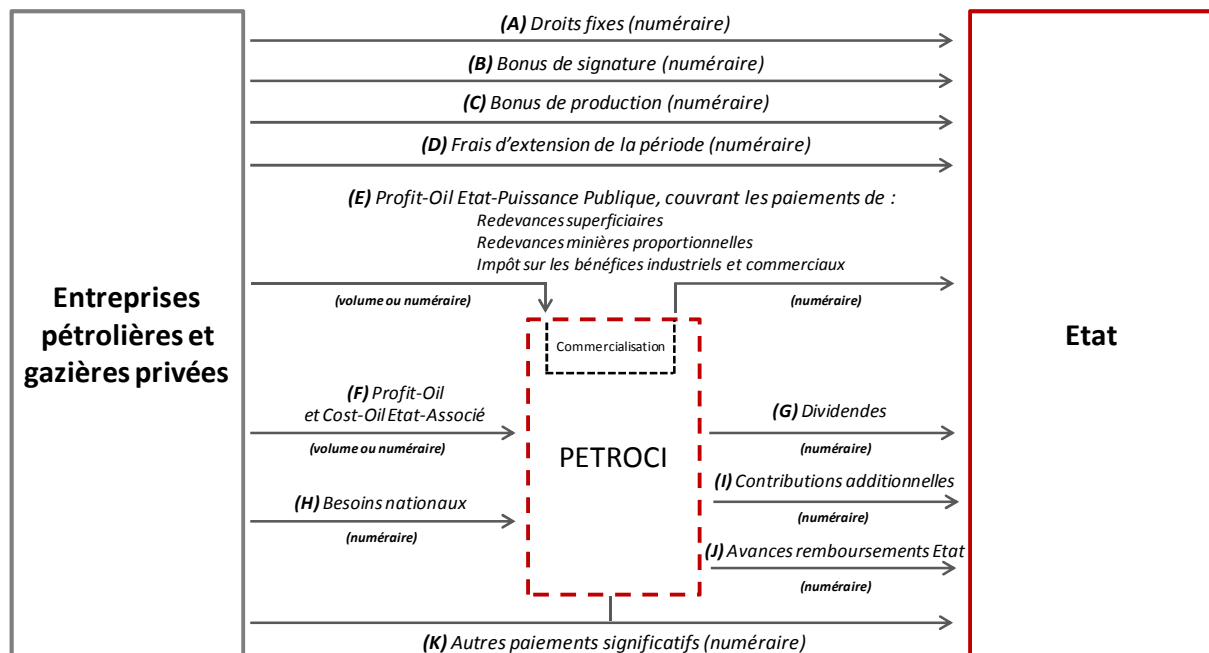 (A) Droits fixes (numéraire)
(B) Bonus de signature (numéraire)
(C) Bonus de production (numéraire)
(D) Frais d'extension de la période (numéraire)
(E) Profit-Oil Etat-Puissance Publique, couvrant les paiements de :
Redevances superficiaires
Redevances minières proportionnelles
Impôt sur les bénéfices industriels et commerciaux
(volume ou numéraire)
(numéraire)
Entreprises
pétrolières et
gazières privées
Commercialisation
Etat
(F) Profit-Oil
et Cost-Oil Etat-Associé
(volume ou numéraire)
(G) Dividendes
(numéraire)
PETROCI
(H) Besoins nationaux
(numéraire)
(I) Contributions additionnelles
(numéraire)
(J) Avances remboursements Etat
(numéraire)
(K) Autres paiements significatifs (numéraire)